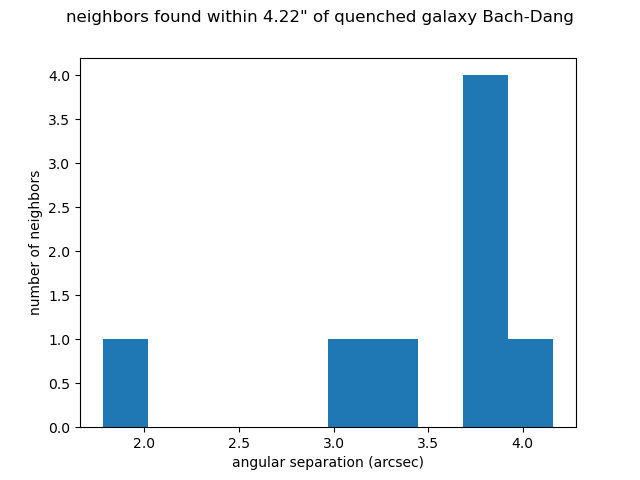 neighbors found within 4.22" of quenched galaxy Bach-Dang
4.0
3.5
3.0
2.5
2.0
1.5
1.0
0.5
0.0
number of neighbors
2.0 2.5 3.0 3.5 4.0
angular separation (arcsec)